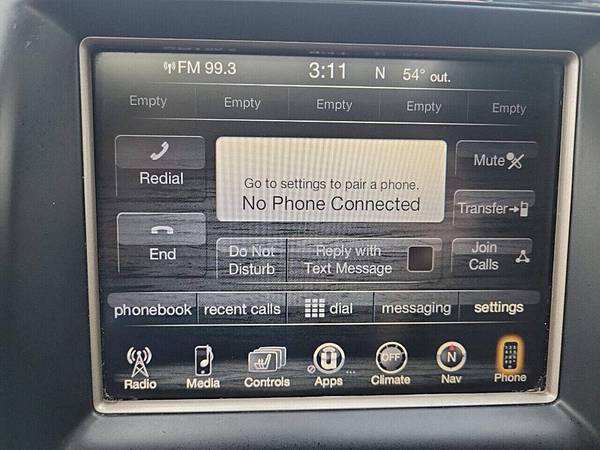 FM 99.3 3:11 N 54° out.
Empty Empty Empty Empty Empty
Redial
Go to settings to pair a phone.
No Phone Connected
Mute
Transfer
End
Do Not
Disturb
Reply with
Text Message
Join
Calls
phonebook recent calls dial messaging settings
OFF N
Radio Media Controls Apps Climate Nav Phone